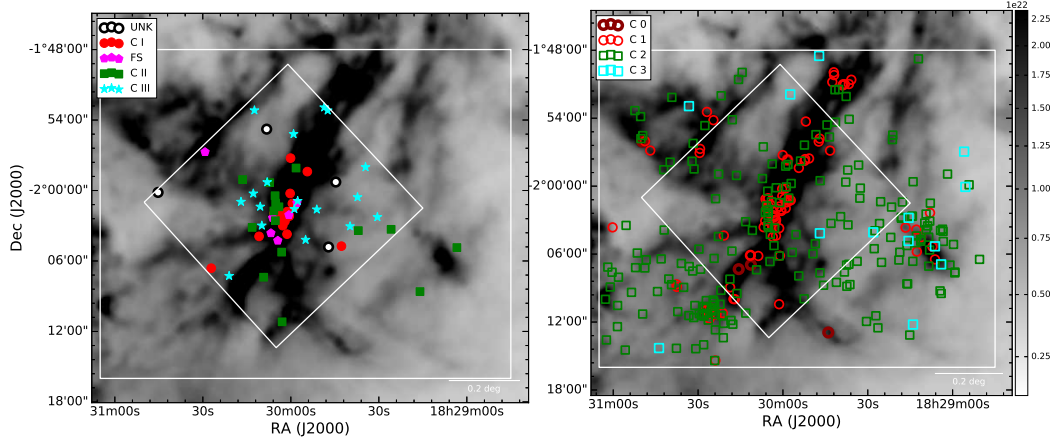 UNK
C I
FS
C II
C III
-1°48'00"
54'00"
-2°00'00"
06'00"
12'00"
18'00"
Dec (J2000)
0.2 deg
31m00s
30s
30m00s
30s
18h29m00s
RA (J2000)
C 0
C 1
C 2
C 3
-1°48'00"
54'00"
-2°00'00"
06'00"
12'00"
18'00"
0.2 deg
31m00s
30s
30m00s
30s
18h29m00s
RA (J2000)
1e22
2.25
2.00
1.75
1.50
1.25
1.00
0.75
0.50
0.25